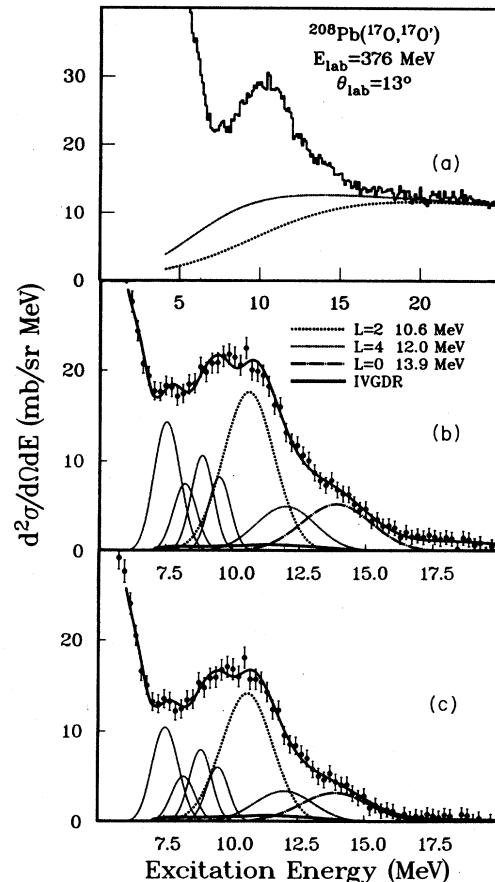 208Pb(17O,17O')
Elab=376 MeV
θlab=13°
(a)
30
20
10
0
5
10
15
20
L=2 10.6 MeV
L=4 12.0 MeV
L=0 13.9 MeV
IVGDR
(b)
20
10
0
7.5
10.0
12.5
15.0
17.5
d2σ/dΩdE (mb/sr MeV)
(c)
20
10
0
7.5
10.0
12.5
15.0
17.5
Excitation Energy (MeV)